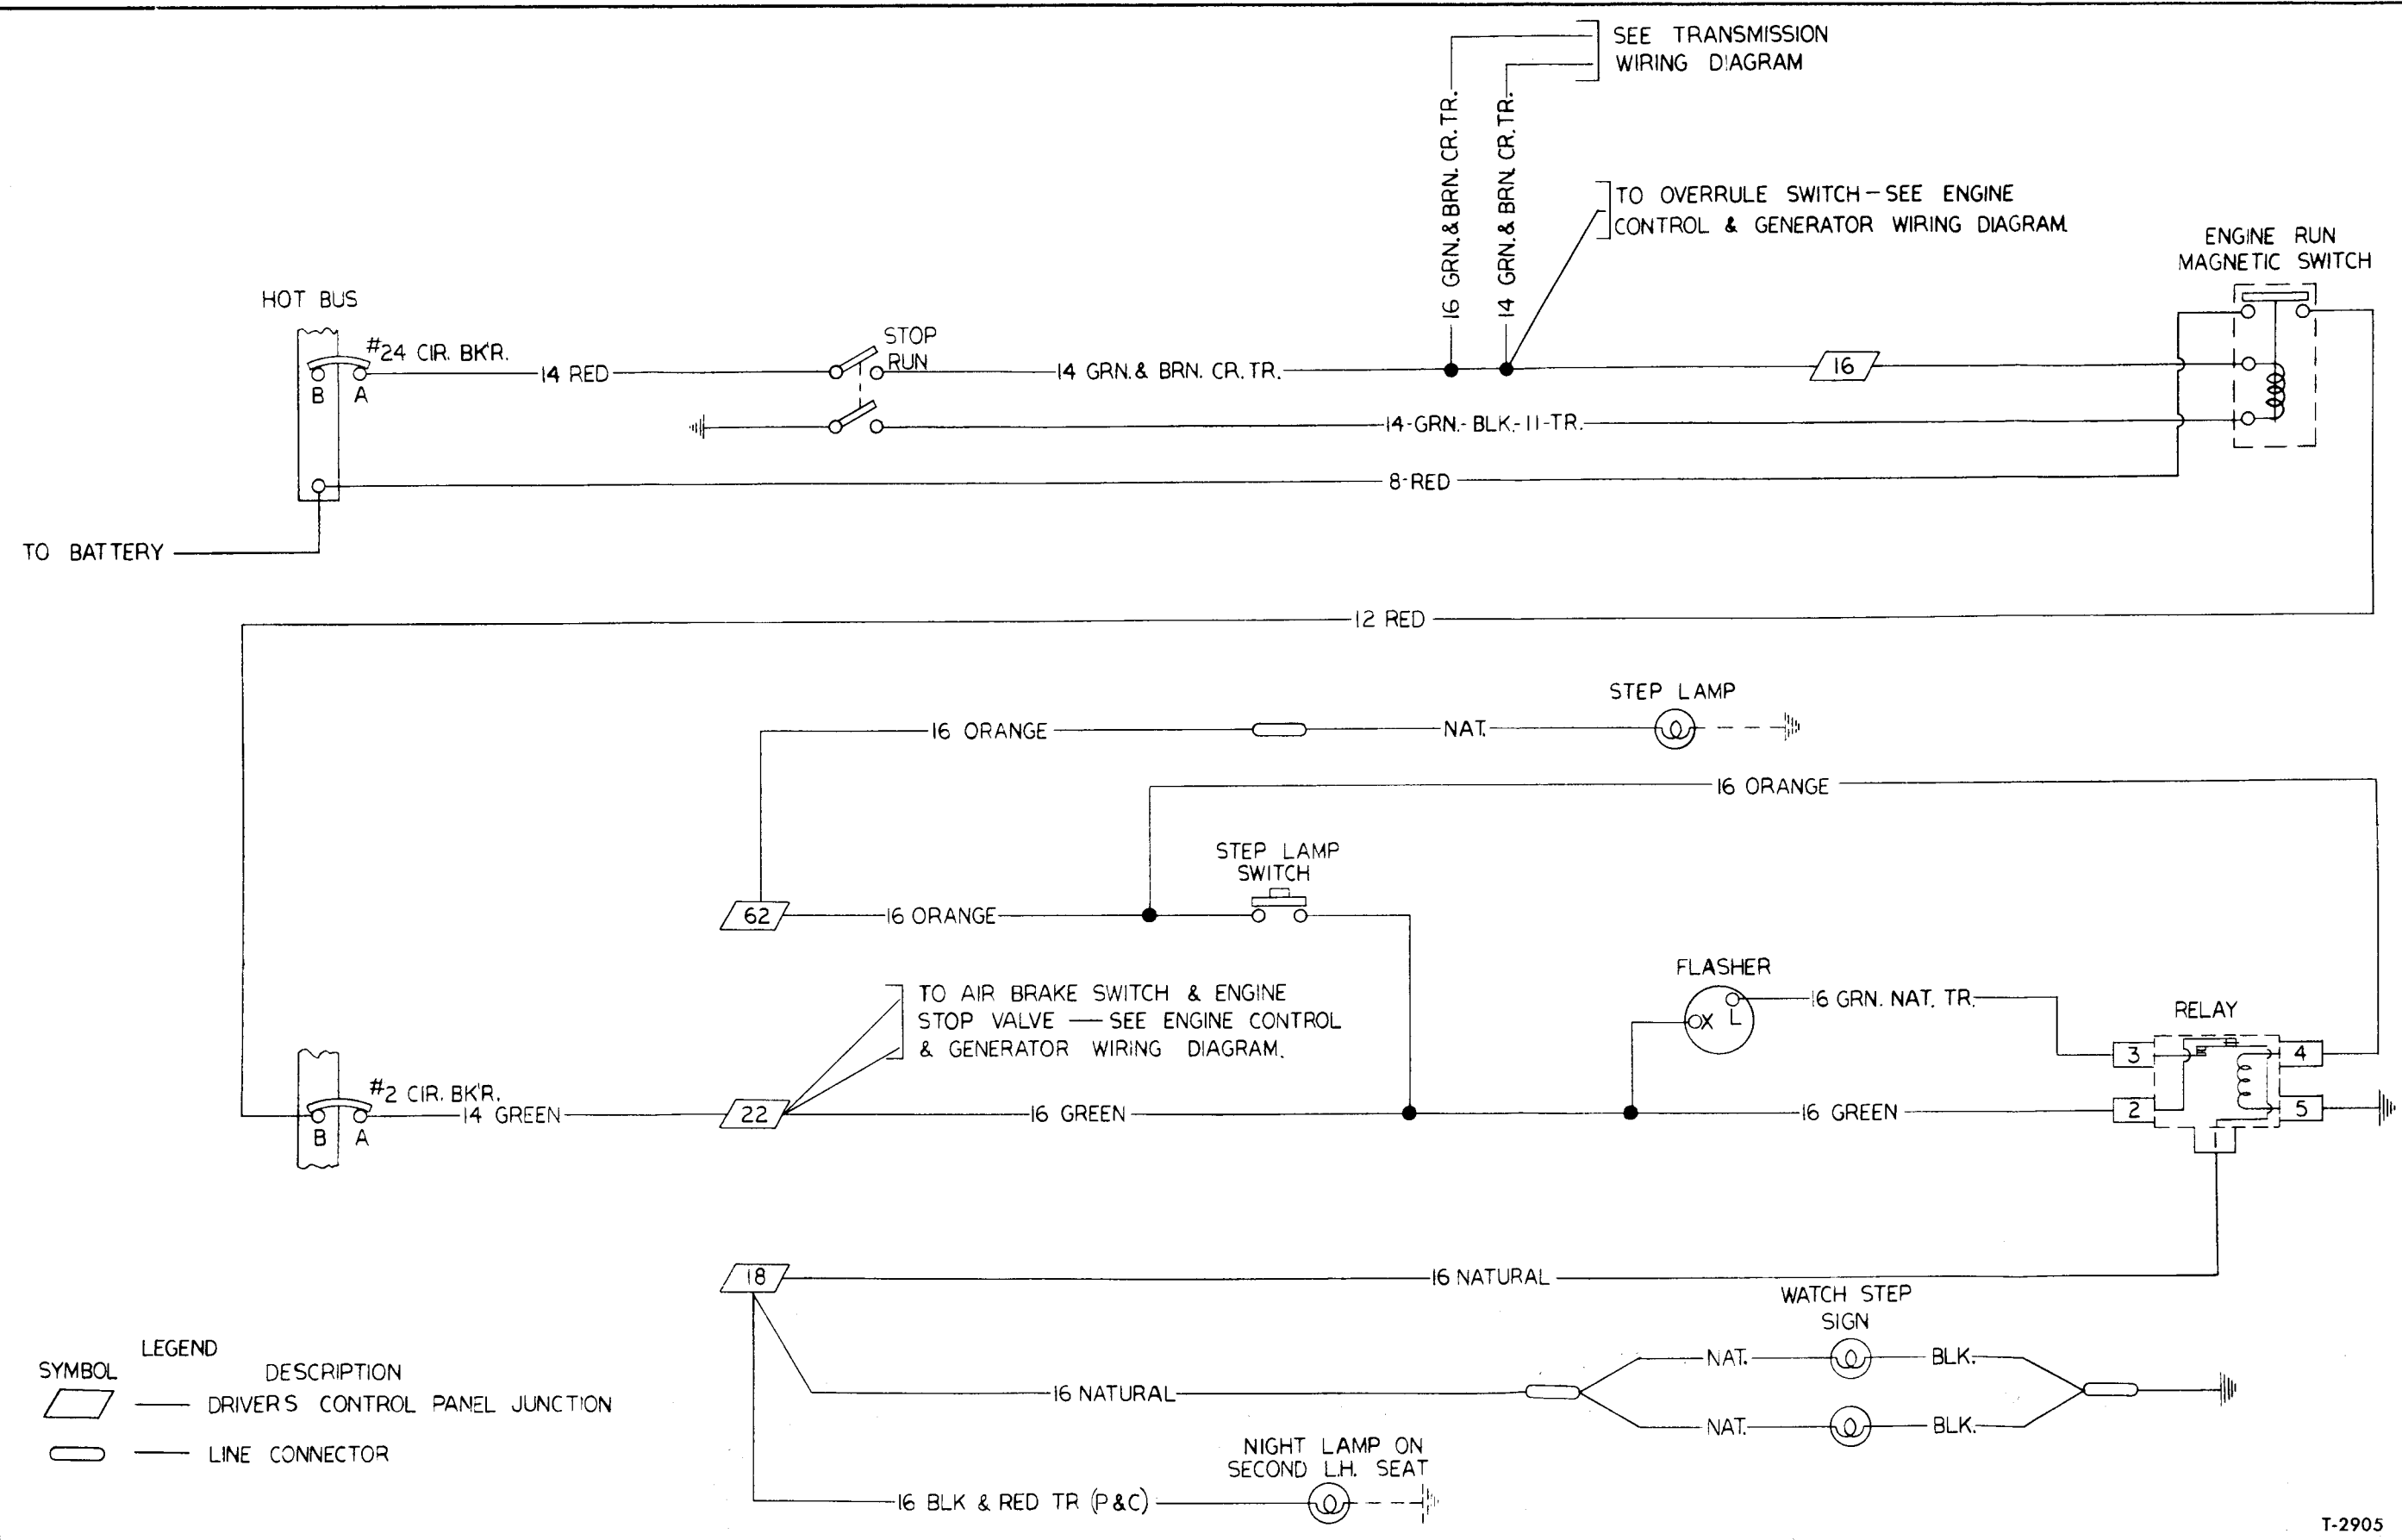 SEE TRANSMISSION
WIRING DIAGRAM
16 GRN.& BRN. CR. TR.
14 GRN.& BRN. CR. TR.
TO OVERRULE SWITCH — SEE ENGINE
CONTROL & GENERATOR WIRING DIAGRAM.
ENGINE RUN
MAGNETIC SWITCH
HOT BUS
#24 CIR. BK'R.
B A
14 RED
STOP
RUN
14 GRN.& BRN. CR. TR.
16
14-GRN.-BLK.-11-TR.
8-RED
TO BATTERY
12 RED
STEP LAMP
16 ORANGE
NAT.
16 ORANGE
STEP LAMP
SWITCH
62
16 ORANGE
FLASHER
X L
16 GRN. NAT. TR.
RELAY
3
4
2
5
1
TO AIR BRAKE SWITCH & ENGINE
STOP VALVE — SEE ENGINE CONTROL
& GENERATOR WIRING DIAGRAM.
#2 CIR. BK'R.
B A
14 GREEN
22
16 GREEN
16 GREEN
18
16 NATURAL
WATCH STEP
SIGN
NAT.
BLK.
16 NATURAL
NAT.
BLK.
NIGHT LAMP ON
SECOND L.H. SEAT
16 BLK & RED TR (P&C)
LEGEND
SYMBOL DESCRIPTION
DRIVERS CONTROL PANEL JUNCTION
LINE CONNECTOR
T-2905